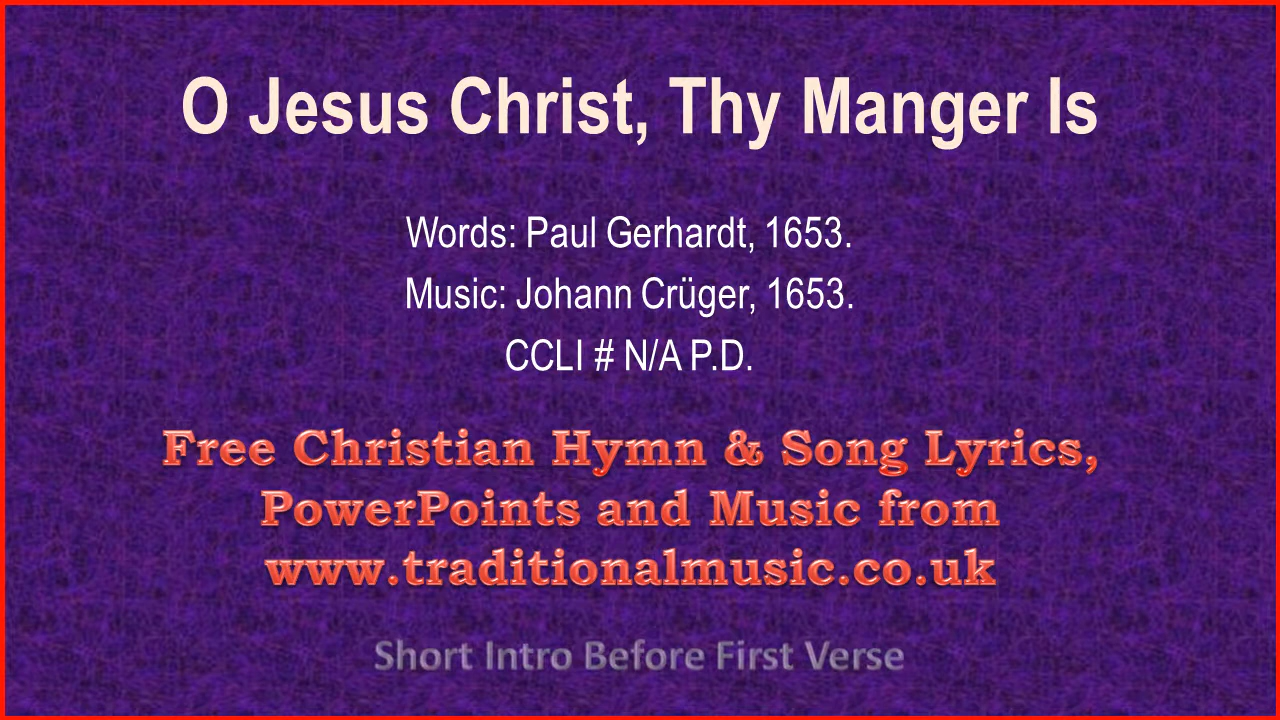 O Jesus Christ, Thy Manger Is
Words: Paul Gerhardt, 1653.
Music: Johann Crüger, 1653.
CCLI # N/A P.D.
Free Christian Hymn & Song Lyrics,
PowerPoints and Music from
www.traditionalmusic.co.uk
Short Intro Before First Verse